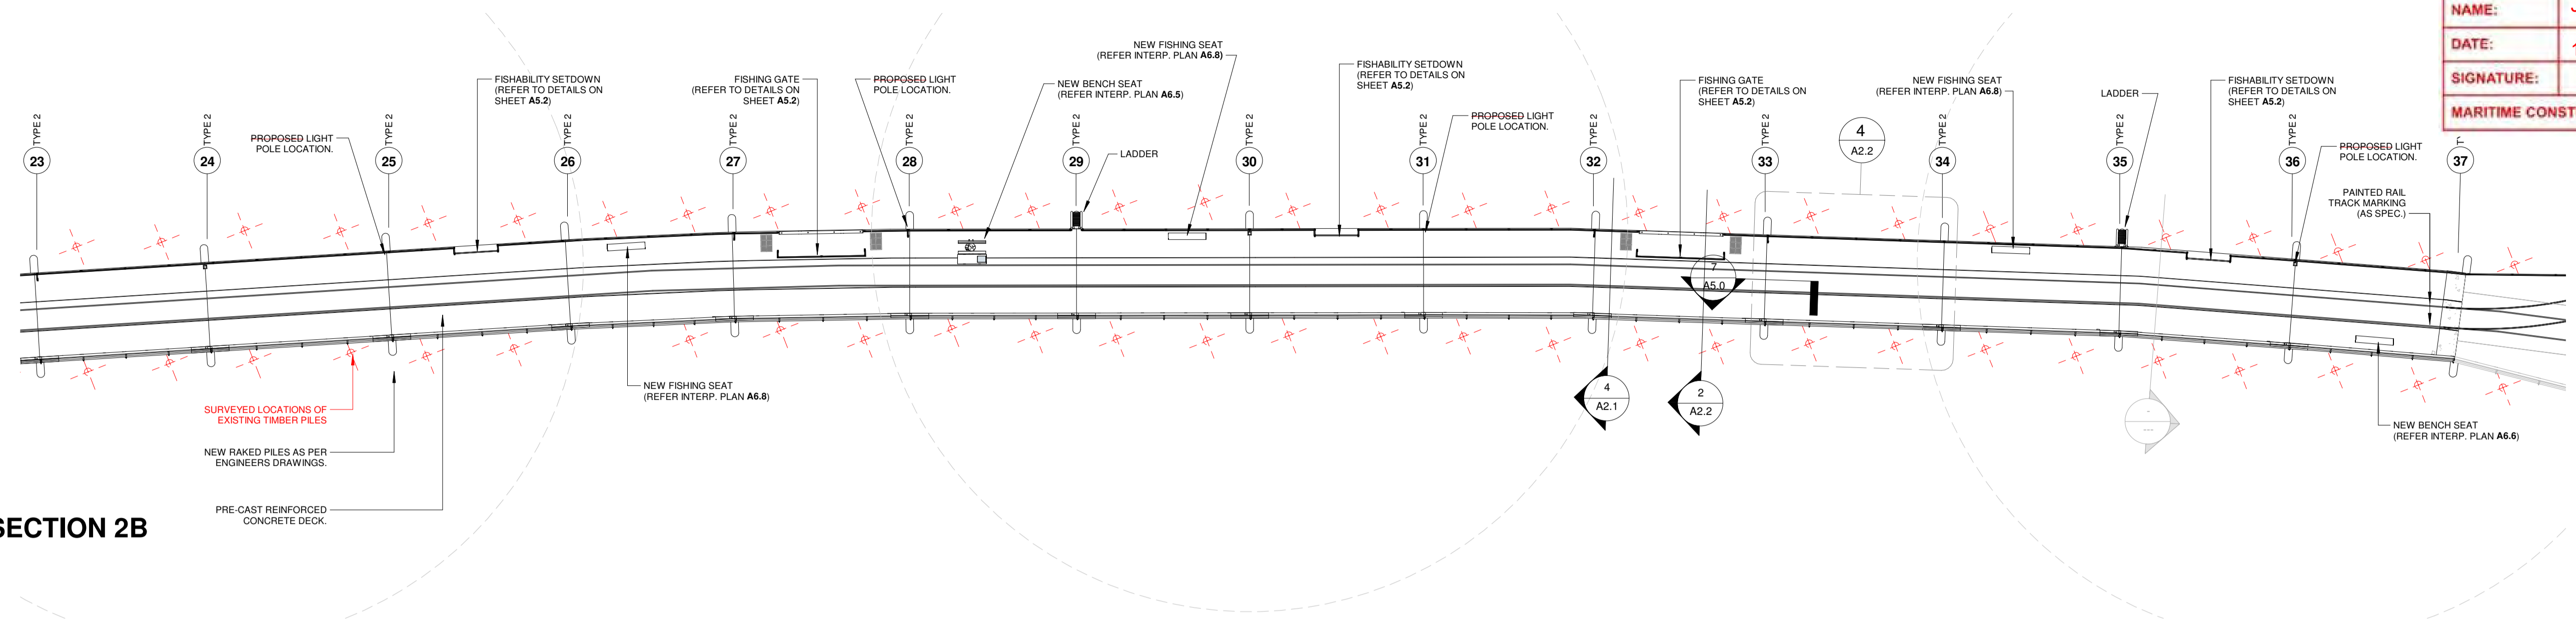 NAME:
DATE:
SIGNATURE:
MARITIME CONST
NEW FISHING SEAT
(REFER INTERP. PLAN A6.8)
FISHABILITY SETDOWN
(REFER TO DETAILS ON
SHEET A5.2)
FISHING GATE
(REFER TO DETAILS ON
SHEET A5.2)
PROPOSED LIGHT
POLE LOCATION.
NEW BENCH SEAT
(REFER INTERP. PLAN A6.5)
FISHABILITY SETDOWN
(REFER TO DETAILS ON
SHEET A5.2)
FISHING GATE
(REFER TO DETAILS ON
SHEET A5.2)
NEW FISHING SEAT
(REFER INTERP. PLAN A6.8)
LADDER
FISHABILITY SETDOWN
(REFER TO DETAILS ON
SHEET A5.2)
PROPOSED LIGHT
POLE LOCATION.
PROPOSED LIGHT
POLE LOCATION.
LADDER
4
A2.2
PROPOSED LIGHT
POLE LOCATION.
TYPE 2
TYPE 2
TYPE 2
TYPE 2
TYPE 2
TYPE 2
TYPE 2
TYPE 2
TYPE 2
TYPE 2
TYPE 2
TYPE 2
TYPE 2
TYPE 2
23
24
25
26
27
28
29
30
31
32
33
34
35
36
37
PAINTED RAIL
TRACK MARKING
(AS SPEC.)
7
A5.0
SURVEYED LOCATIONS OF
EXISTING TIMBER PILES
NEW RAKED PILES AS PER
ENGINEERS DRAWINGS.
PRE-CAST REINFORCED
CONCRETE DECK.
NEW FISHING SEAT
(REFER INTERP. PLAN A6.8)
4
A2.1
2
A2.2
-
---
NEW BENCH SEAT
(REFER INTERP. PLAN A6.6)
SECTION 2B